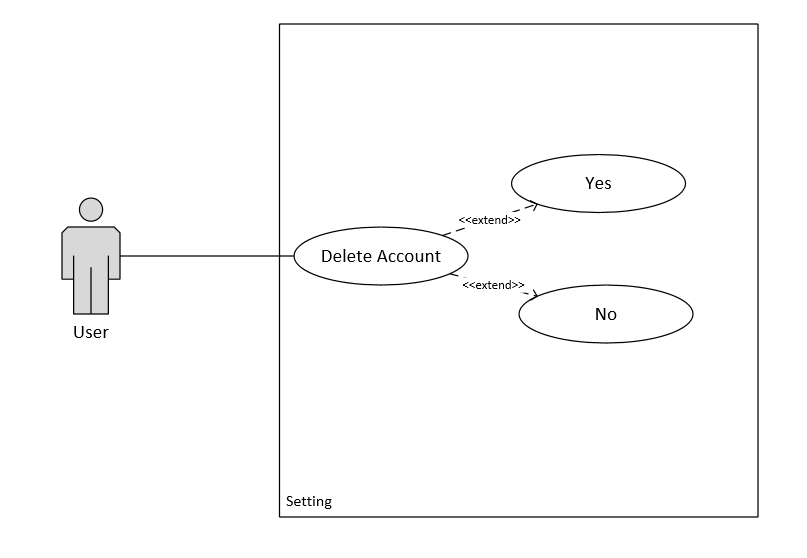 Yes
<<extend>>
Delete Account
<<extend>>
No
User
Setting